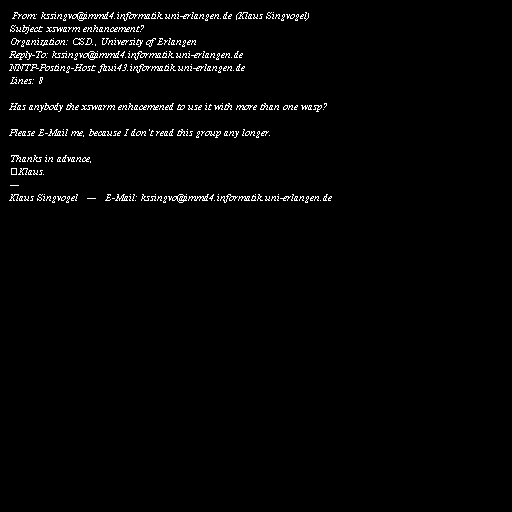 From: kssingvo@immd4.informatik.uni-erlangen.de (Klaus Singvogel)
Subject: xswarm enhancement?
Organization: CSD., University of Erlangen
Reply-To: kssingvo@immd4.informatik.uni-erlangen.de
NNTP-Posting-Host: faui43.informatik.uni-erlangen.de
Lines: 8
Has anybody the xswarm enhacemened to use it with more than one wasp?
Please E-Mail me, because I don't read this group any longer.
Thanks in advance,
Klaus.
--
Klaus Singvogel -- E-Mail: kssingvo@immd4.informatik.uni-erlangen.de